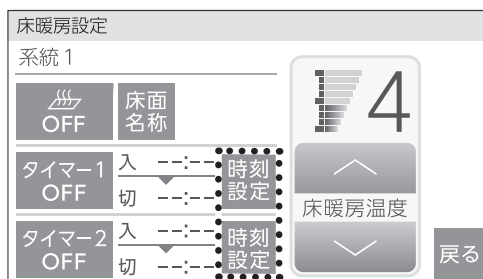 床暖房設定
系統 1
OFF
床面
名称
4
タイマー1
OFF
入 --:--
切 --:--
時刻
設定
床暖房温度
タイマー2
OFF
入 --:--
切 --:--
時刻
設定
戻る